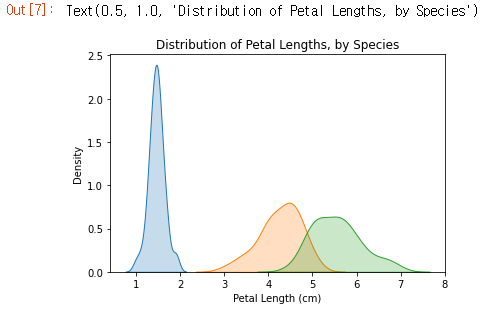 Out[7]: Text(0.5, 1.0, 'Distribution of Petal Lengths, by Species')
Distribution of Petal Lengths, by Species
2.5
2.0
1.5
1.0
0.5
0.0
Density
1 2 3 4 5 6 7 8
Petal Length (cm)